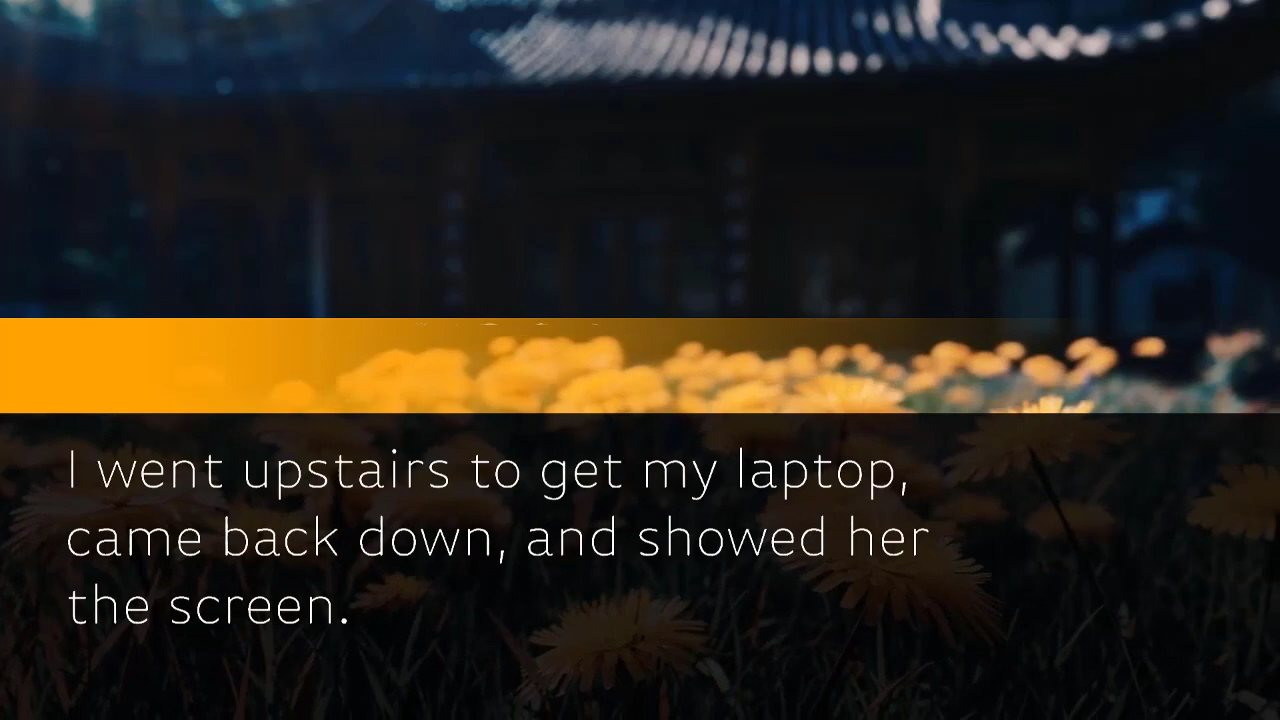 I went upstairs to get my laptop,
came back down, and showed her
the screen.